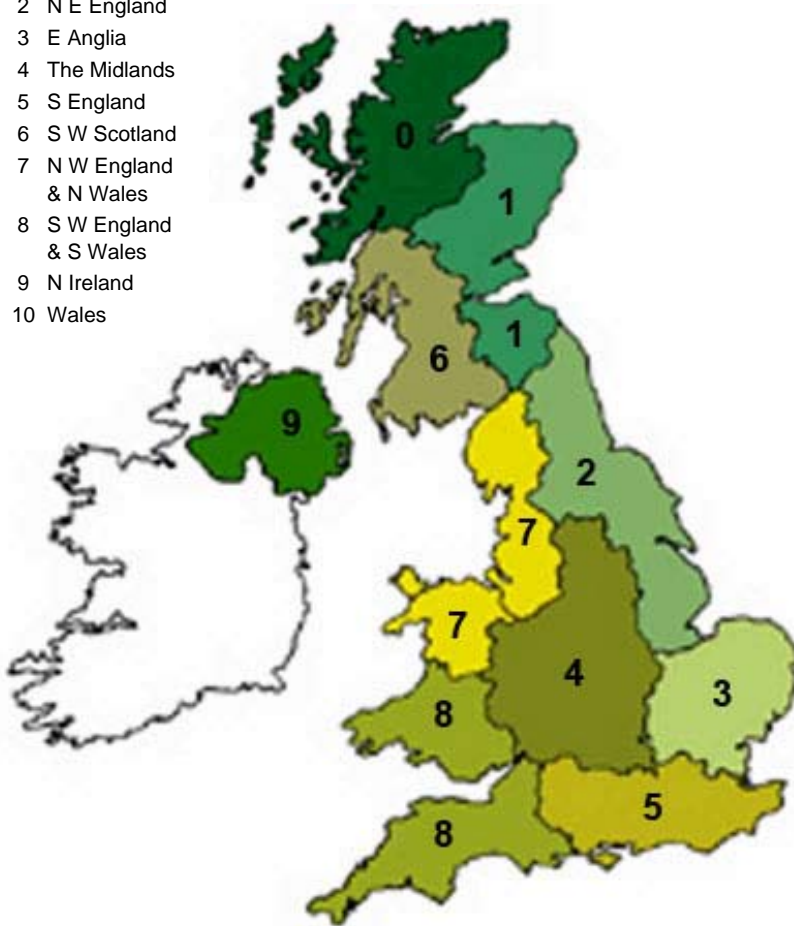 2 N E England
3 E Anglia
4 The Midlands
5 S England
6 S W Scotland
7 N W England
& N Wales
8 S W England
& S Wales
9 N Ireland
10 Wales
0
1
1
6
9
2
7
7
4
3
8
5
8